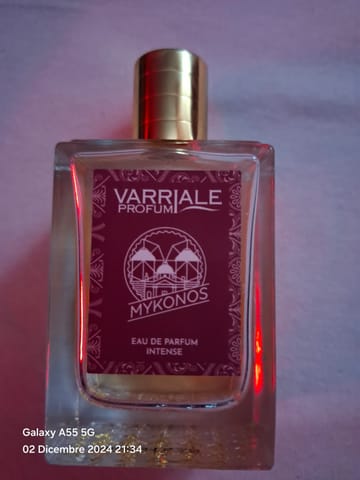 VARRIALE
PROFUMI
MYKONOS
EAU DE PARFUM
INTENSE
Galaxy A55 5G
02 Dicembre 2024 21:34